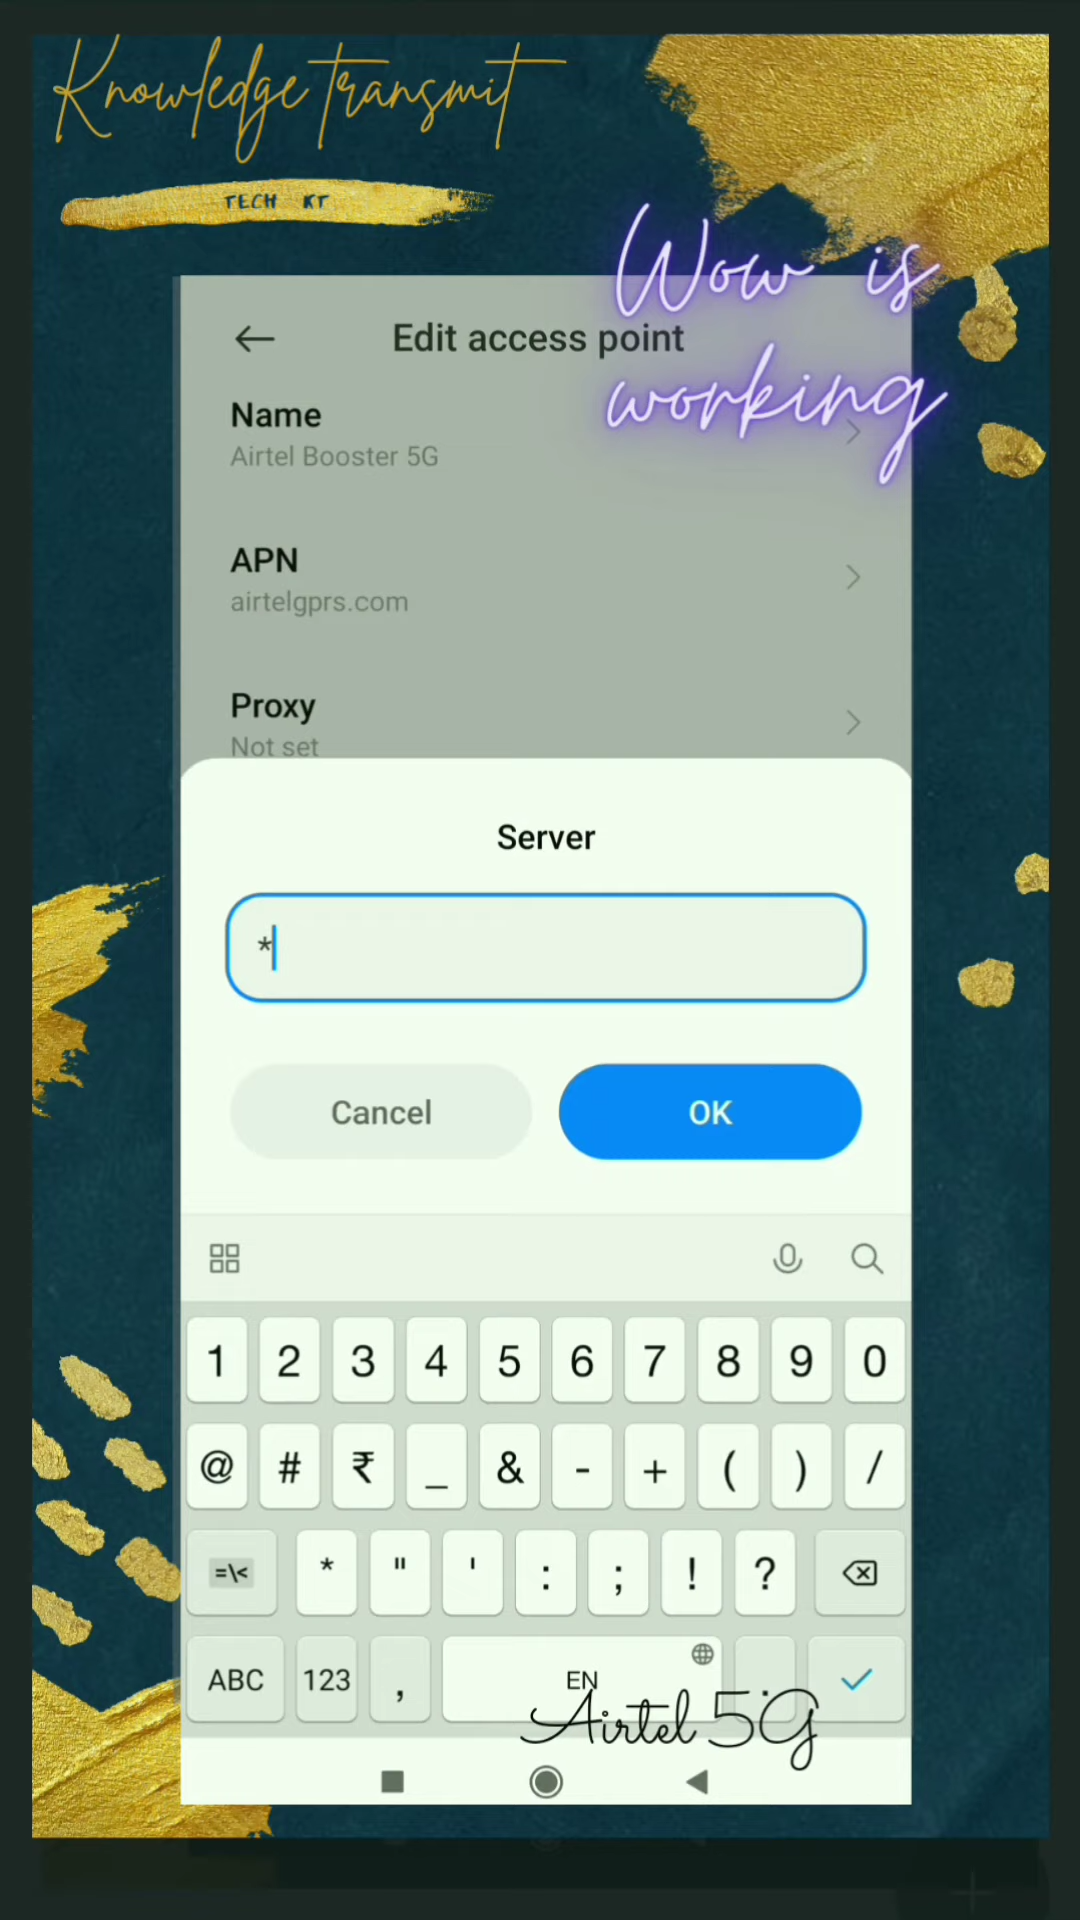 Knowledge transmit
TECH KT
Wow is
working
Edit access point
Name
Airtel Booster 5G
APN
airtelgprs.com
Proxy
Not set
Server
*
Cancel
OK
1 2 3 4 5 6 7 8 9 0
@ # ₹ _ & - + ( ) /
=\< * " ' : ; ! ?
ABC 123 , EN .
Airtel 5G